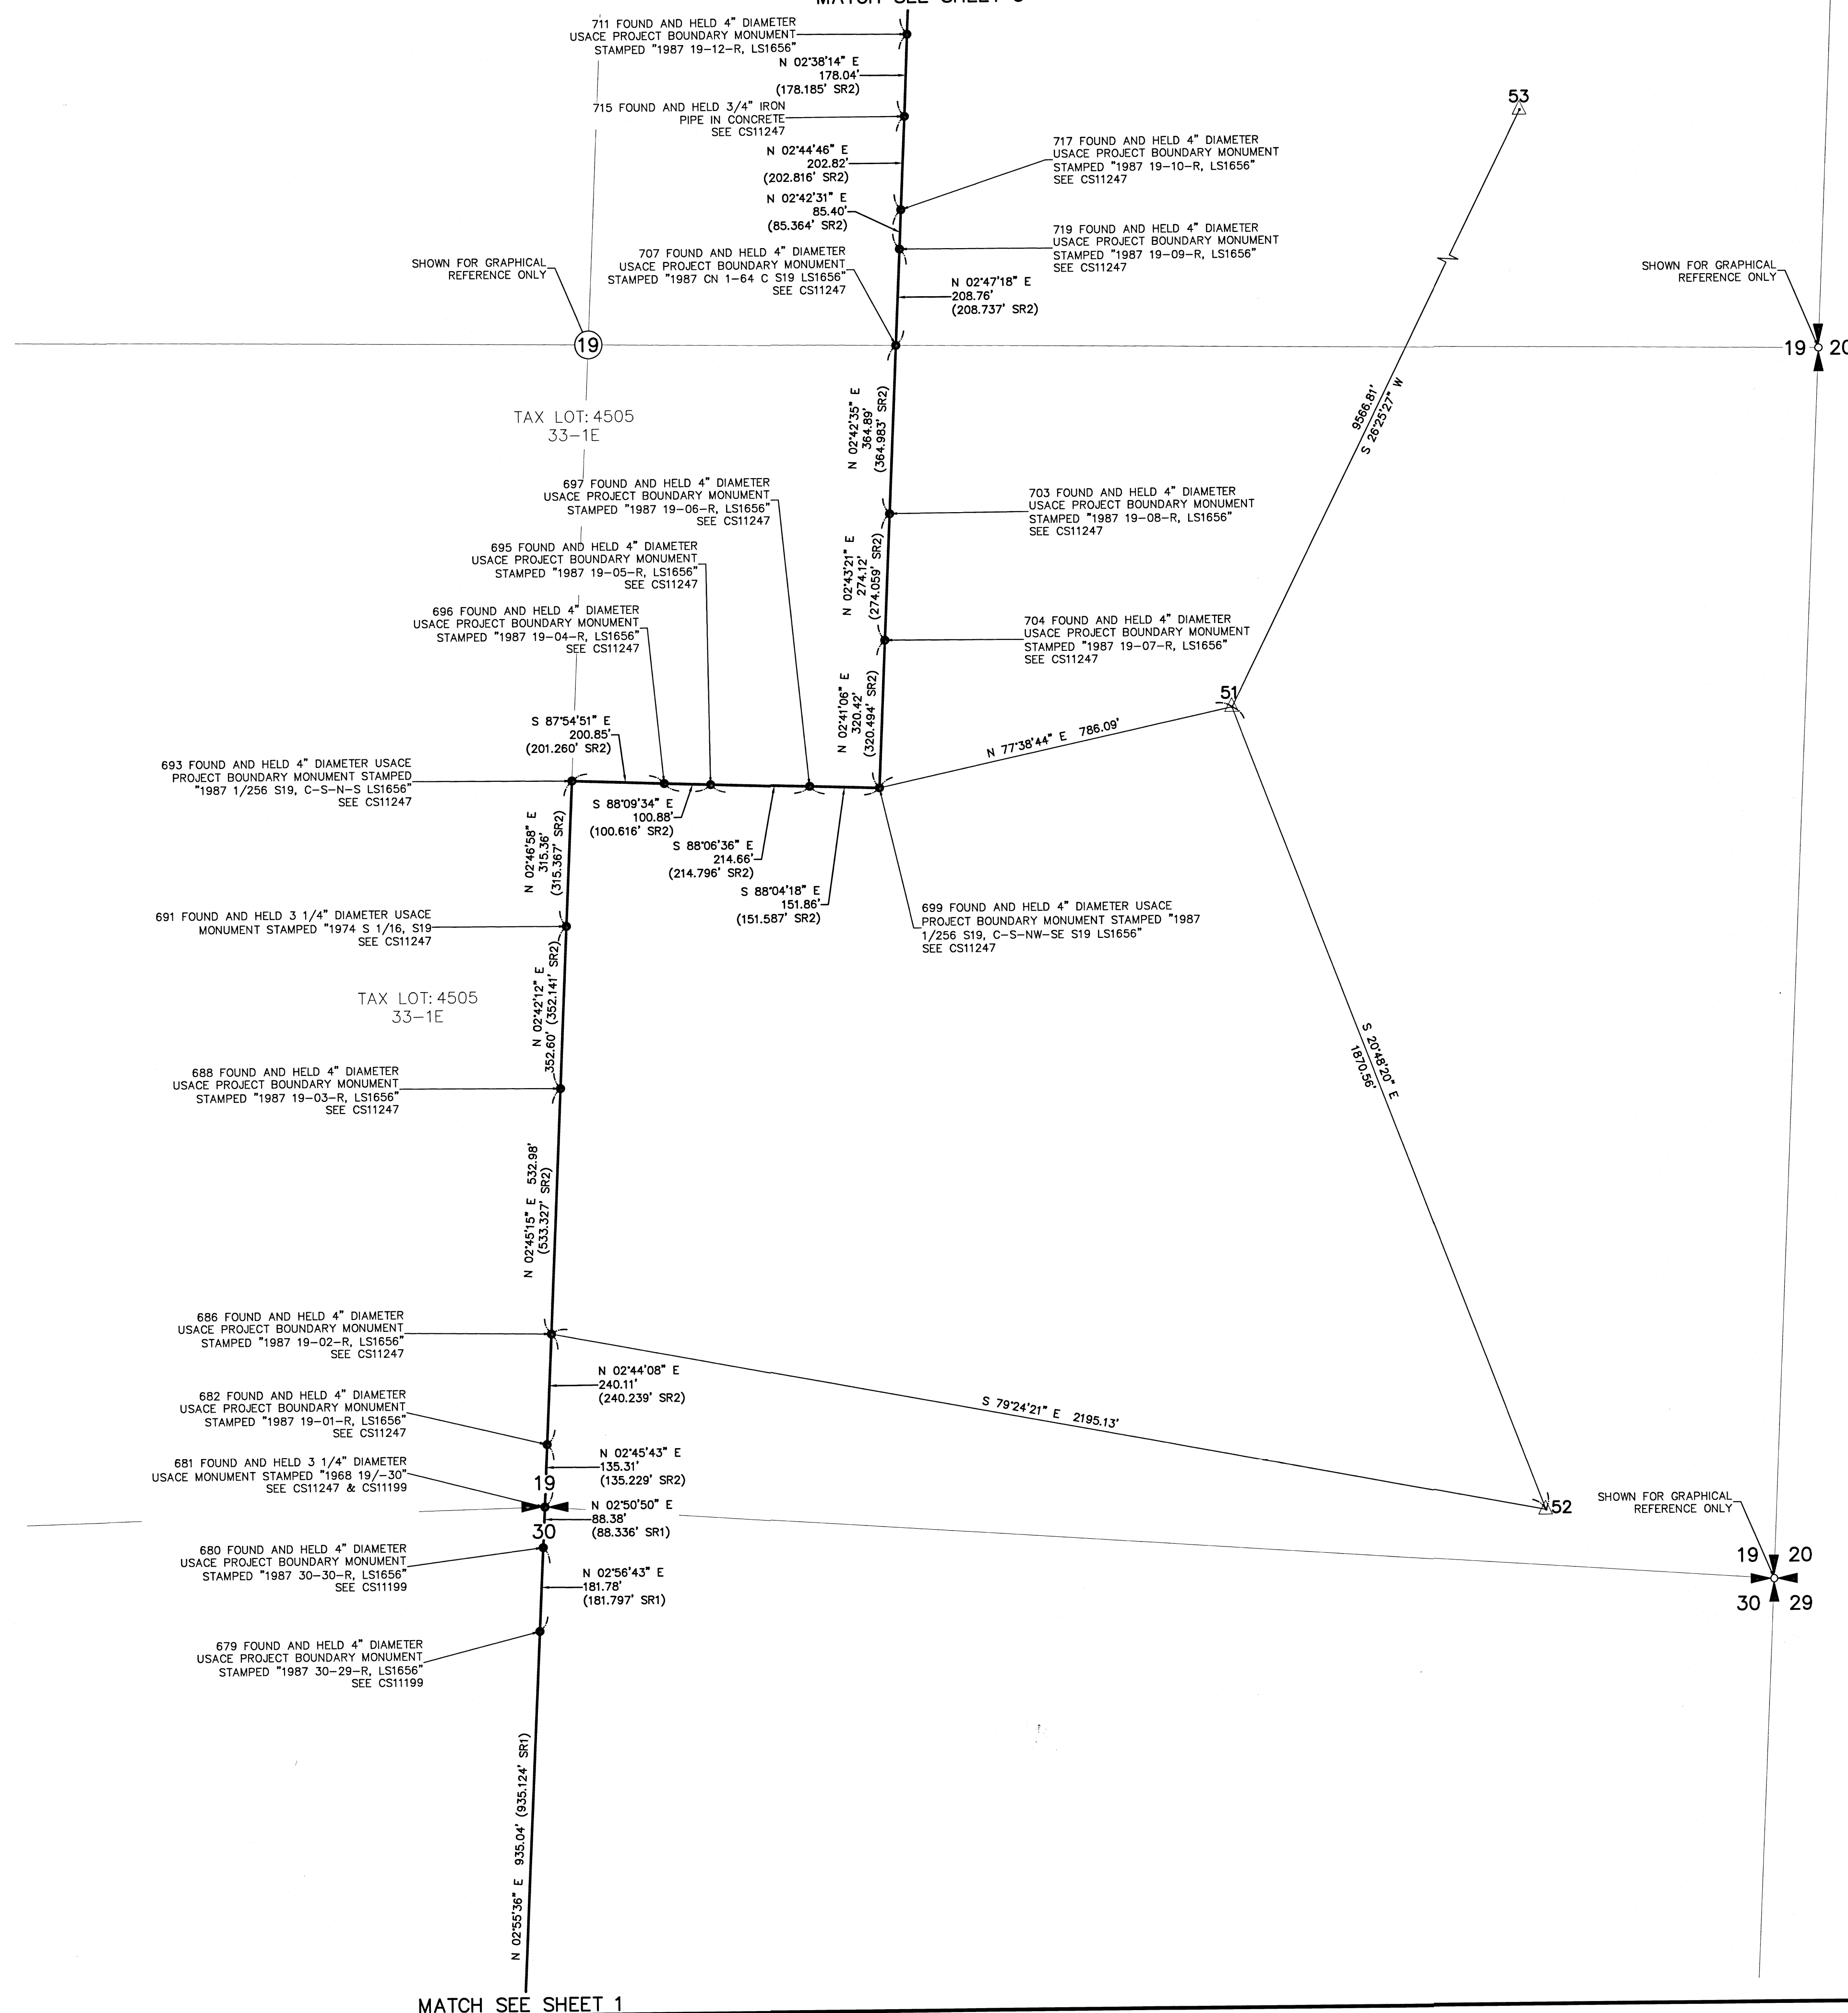 711 FOUND AND HELD 4" DIAMETER
USACE PROJECT BOUNDARY MONUMENT
STAMPED "1987 19-12-R, LS1656"
N 02°38'14" E
178.04'
(178.185' SR2)
715 FOUND AND HELD 3/4" IRON
PIPE IN CONCRETE
SEE CS11247
N 02°44'46" E
202.82'
(202.816' SR2)
N 02°42'31" E
85.40'
(85.364' SR2)
707 FOUND AND HELD 4" DIAMETER
USACE PROJECT BOUNDARY MONUMENT
STAMPED "1987 CN 1-64 C S19 LS1656"
SEE CS11247
53
717 FOUND AND HELD 4" DIAMETER
USACE PROJECT BOUNDARY MONUMENT
STAMPED "1987 19-10-R, LS1656"
SEE CS11247
719 FOUND AND HELD 4" DIAMETER
USACE PROJECT BOUNDARY MONUMENT
STAMPED "1987 19-09-R, LS1656"
SEE CS11247
N 02°47'18" E
208.76'
(208.737' SR2)
SHOWN FOR GRAPHICAL
REFERENCE ONLY
SHOWN FOR GRAPHICAL
REFERENCE ONLY
19
19 20
TAX LOT: 4505
33-1E
N 02°42'35" E
364.89'
(364.983' SR2)
9566.81'
S 26°25'27" W
697 FOUND AND HELD 4" DIAMETER
USACE PROJECT BOUNDARY MONUMENT
STAMPED "1987 19-06-R, LS1656"
SEE CS11247
703 FOUND AND HELD 4" DIAMETER
USACE PROJECT BOUNDARY MONUMENT
STAMPED "1987 19-08-R, LS1656"
SEE CS11247
695 FOUND AND HELD 4" DIAMETER
USACE PROJECT BOUNDARY MONUMENT
STAMPED "1987 19-05-R, LS1656"
SEE CS11247
N 02°43'21" E
274.12'
(274.059' SR2)
696 FOUND AND HELD 4" DIAMETER
USACE PROJECT BOUNDARY MONUMENT
STAMPED "1987 19-04-R, LS1656"
SEE CS11247
704 FOUND AND HELD 4" DIAMETER
USACE PROJECT BOUNDARY MONUMENT
STAMPED "1987 19-07-R, LS1656"
SEE CS11247
N 02°41'06" E
320.42'
(320.494' SR2)
51
S 87°54'51" E
200.85'
(201.260' SR2)
N 77°38'44" E 786.09'
693 FOUND AND HELD 4" DIAMETER USACE
PROJECT BOUNDARY MONUMENT STAMPED
"1987 1/256 S19, C-S-N-S LS1656"
SEE CS11247
S 88°09'34" E
100.88'
(100.616' SR2)
S 88°06'36" E
214.66'
(214.796' SR2)
S 88°04'18" E
151.86'
(151.587' SR2)
N 02°46'58" E
315.36'
(315.367' SR2)
699 FOUND AND HELD 4" DIAMETER USACE
PROJECT BOUNDARY MONUMENT STAMPED "1987
1/256 S19, C-S-NW-SE S19 LS1656"
SEE CS11247
691 FOUND AND HELD 3 1/4" DIAMETER USACE
MONUMENT STAMPED "1974 S 1/16, S19
SEE CS11247
N 02°42'12" E
352.60' (352.141' SR2)
TAX LOT: 4505
33-1E
S 20°48'20" E
1870.56'
688 FOUND AND HELD 4" DIAMETER
USACE PROJECT BOUNDARY MONUMENT
STAMPED "1987 19-03-R, LS1656"
SEE CS11247
N 02°45'15" E 532.98'
(533.327' SR2)
686 FOUND AND HELD 4" DIAMETER
USACE PROJECT BOUNDARY MONUMENT
STAMPED "1987 19-02-R, LS1656"
SEE CS11247
N 02°44'08" E
240.11'
(240.239' SR2)
S 79°24'21" E 2195.13'
682 FOUND AND HELD 4" DIAMETER
USACE PROJECT BOUNDARY MONUMENT
STAMPED "1987 19-01-R, LS1656"
SEE CS11247
N 02°45'43" E
135.31'
(135.229' SR2)
681 FOUND AND HELD 3 1/4" DIAMETER
USACE MONUMENT STAMPED "1968 19/-30"
SEE CS11247 & CS11199
19
30
N 02°50'50" E
88.38'
(88.336' SR1)
52
SHOWN FOR GRAPHICAL
REFERENCE ONLY
19 20
30 29
680 FOUND AND HELD 4" DIAMETER
USACE PROJECT BOUNDARY MONUMENT
STAMPED "1987 30-30-R, LS1656"
SEE CS11199
N 02°56'43" E
181.78'
(181.797' SR1)
679 FOUND AND HELD 4" DIAMETER
USACE PROJECT BOUNDARY MONUMENT
STAMPED "1987 30-29-R, LS1656"
SEE CS11199
N 02°55'36" E 935.04' (935.124' SR1)
MATCH SEE SHEET 1